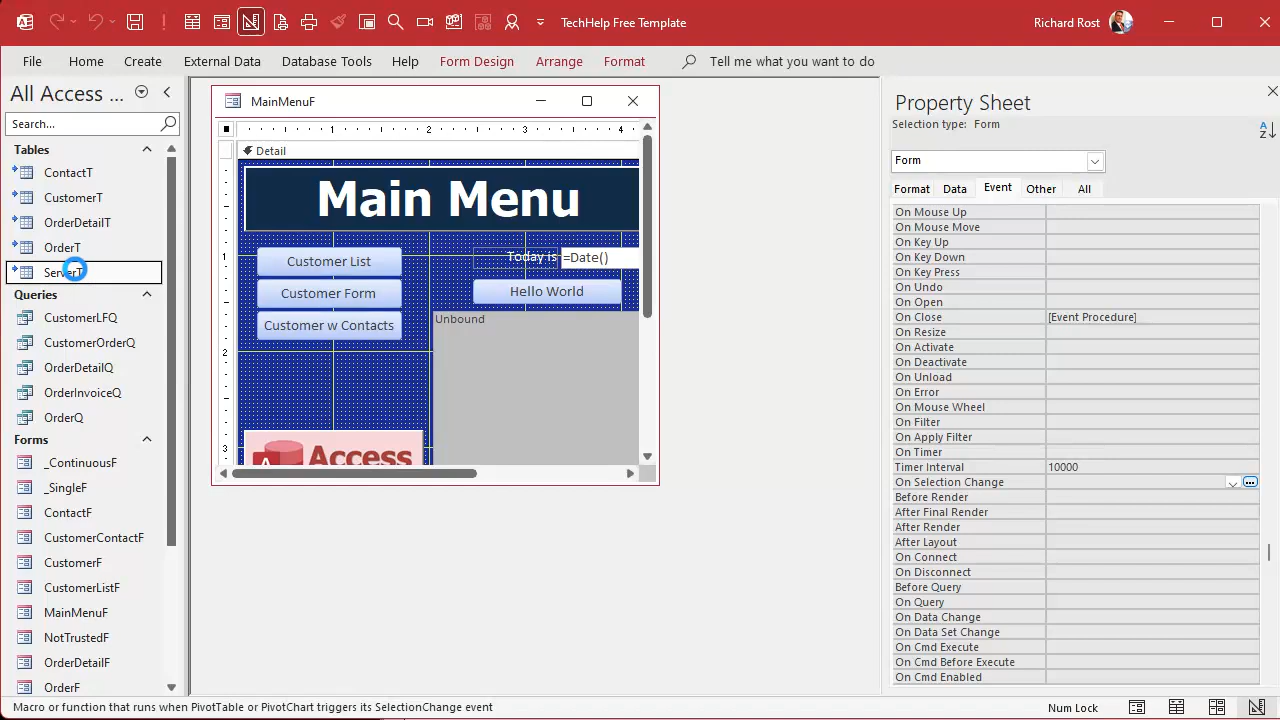 TechHelp Free Template
Richard Rost
File
Home
Create
External Data
Database Tools
Help
Form Design
Arrange
Format
Tell me what you want to do
All Access ...
Search...
Tables
ContactT
CustomerT
OrderDetailT
OrderT
ServerT
Queries
CustomerLFQ
CustomerOrderQ
OrderDetailQ
OrderInvoiceQ
OrderQ
Forms
_ContinuousF
_SingleF
ContactF
CustomerContactF
CustomerF
CustomerListF
MainMenuF
NotTrustedF
OrderDetailF
OrderF
MainMenuF
1 2 3 4
Detail
Main Menu
1
2
3
Customer List
Customer Form
Customer w Contacts
Today is =Date()
Hello World
Unbound
Access
Property Sheet
Selection type: Form
Form
Format Data Event Other All
On Mouse Up
On Mouse Move
On Key Up
On Key Down
On Key Press
On Undo
On Open
On Close [Event Procedure]
On Resize
On Activate
On Deactivate
On Unload
On Error
On Mouse Wheel
On Filter
On Apply Filter
On Timer
Timer Interval 10000
On Selection Change
Before Render
After Final Render
After Render
After Layout
On Connect
On Disconnect
Before Query
On Query
On Data Change
On Data Set Change
On Cmd Execute
On Cmd Before Execute
On Cmd Enabled
Macro or function that runs when PivotTable or PivotChart triggers its SelectionChange event
Num Lock